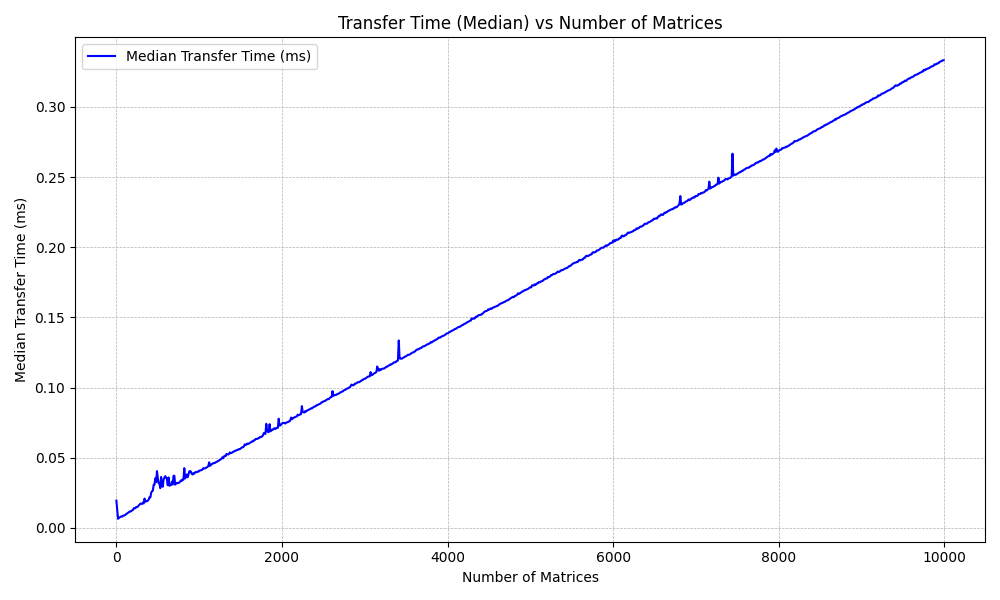 Transfer Time (Median) vs Number of Matrices
Median Transfer Time (ms)
Median Transfer Time (ms)
0.30
0.25
0.20
0.15
0.10
0.05
0.00
0 2000 4000 6000 8000 10000
Number of Matrices